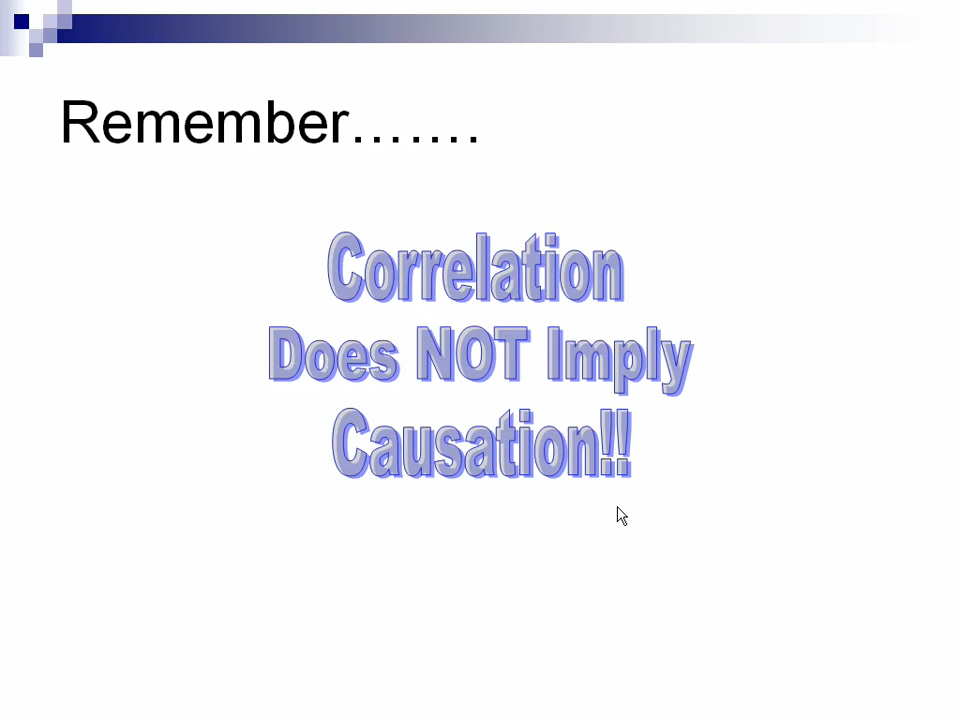 Remember…….
Correlation
Does NOT Imply
Causation!!